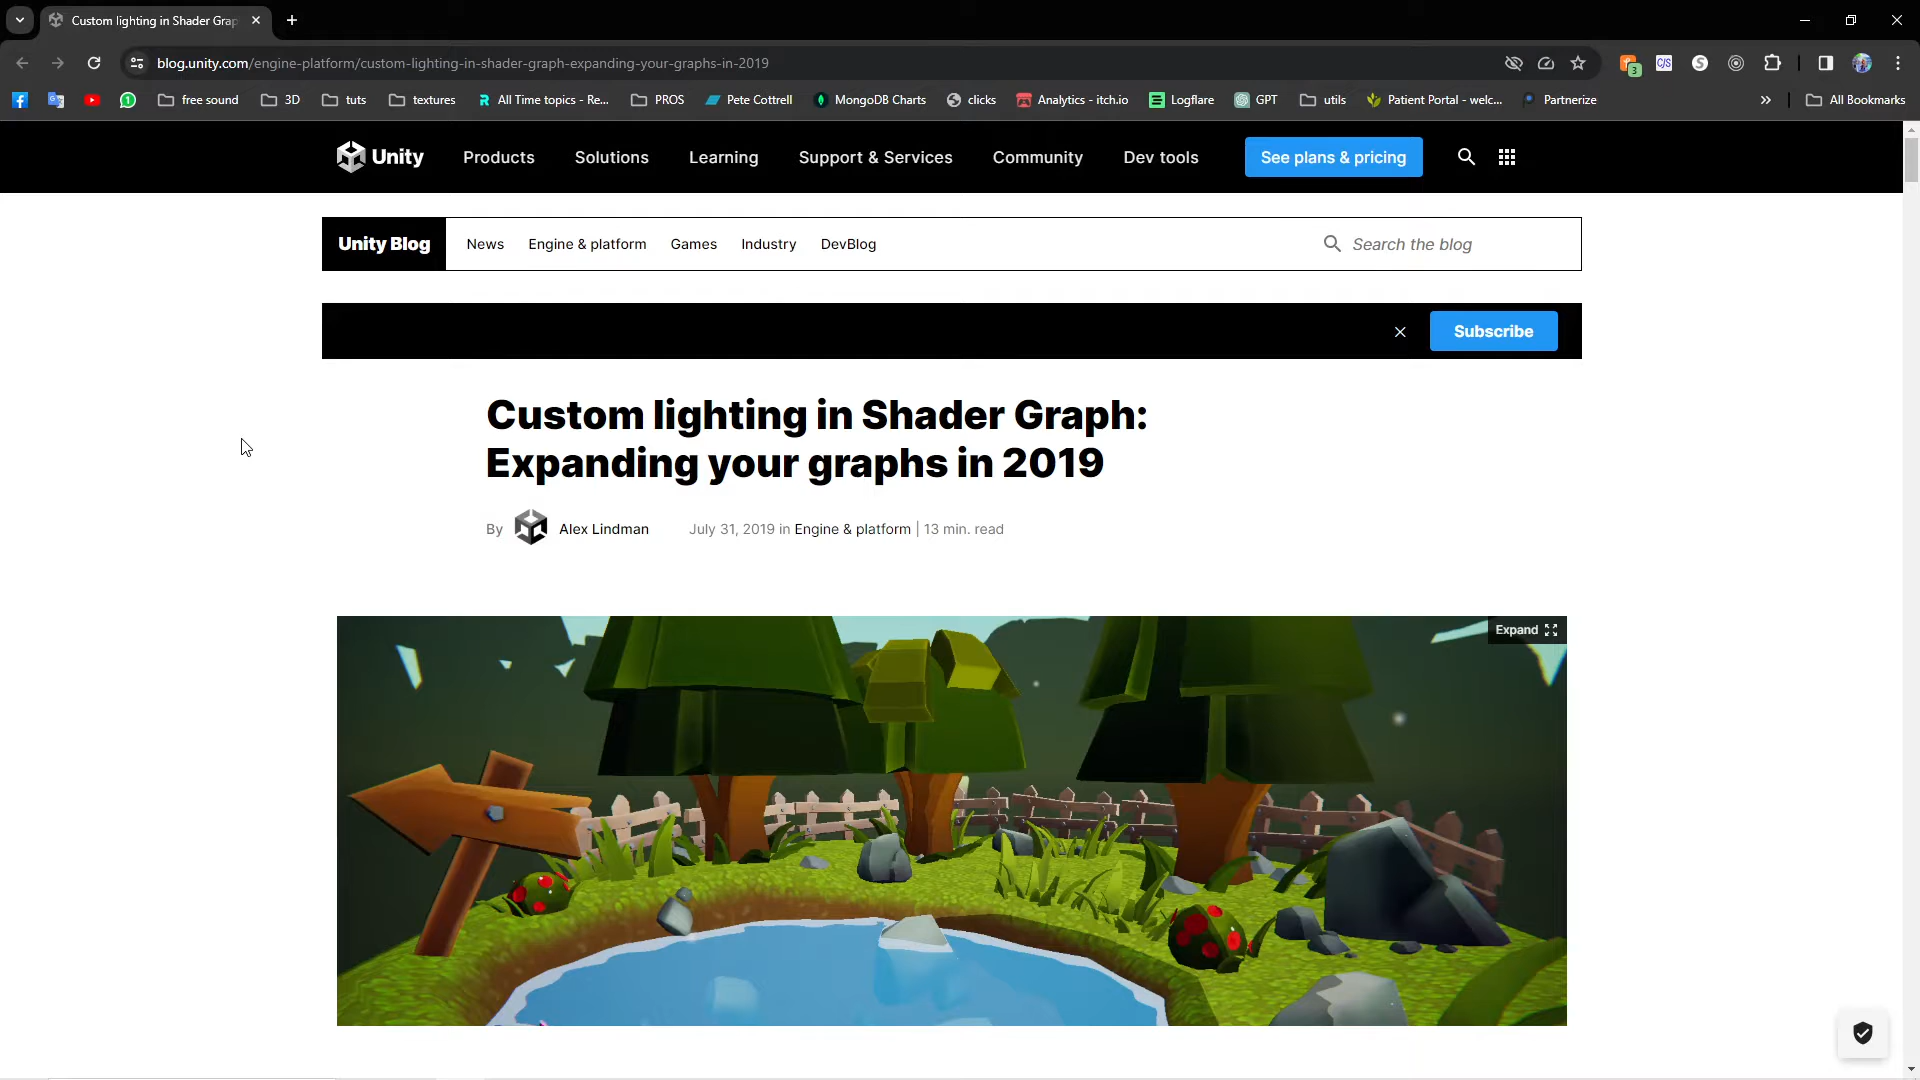 Custom lighting in Shader Grap
blog.unity.com/engine-platform/custom-lighting-in-shader-graph-expanding-your-graphs-in-2019
3
C/S
S
1
free sound
3D
tuts
textures
All Time topics - Re...
PROS
Pete Cottrell
MongoDB Charts
clicks
Analytics - itch.io
Logflare
GPT
utils
Patient Portal - welc...
Partnerize
All Bookmarks
Unity
Products
Solutions
Learning
Support & Services
Community
Dev tools
See plans & pricing
Unity Blog
News
Engine & platform
Games
Industry
DevBlog
Search the blog
Subscribe
Custom lighting in Shader Graph:
Expanding your graphs in 2019
By Alex Lindman July 31, 2019 in Engine & platform | 13 min. read
Expand